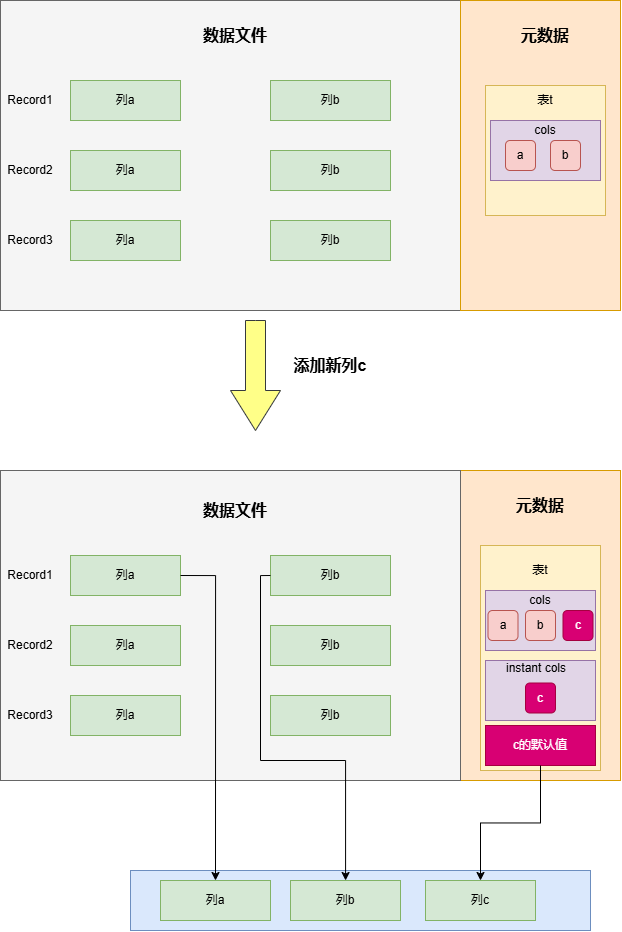 数据文件
元数据
Record1
列a
列b
表t
cols
a
b
Record2
列a
列b
Record3
列a
列b
添加新列c
数据文件
元数据
Record1
列a
列b
表t
cols
a
b
c
Record2
列a
列b
instant cols
c
Record3
列a
列b
c的默认值
列a
列b
列c